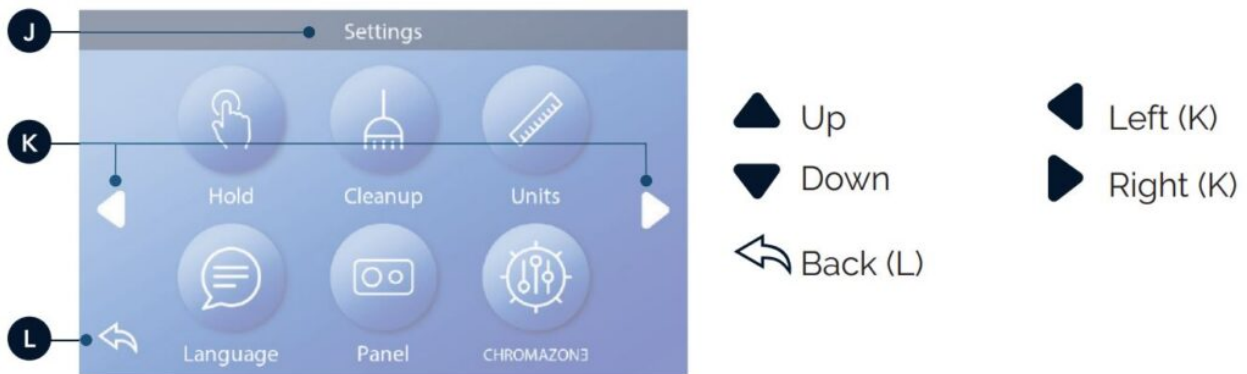 J
Settings
K
Hold Cleanup Units
Language Panel CHROMAZON3
L
Up
Down
Back (L)
Left (K)
Right (K)